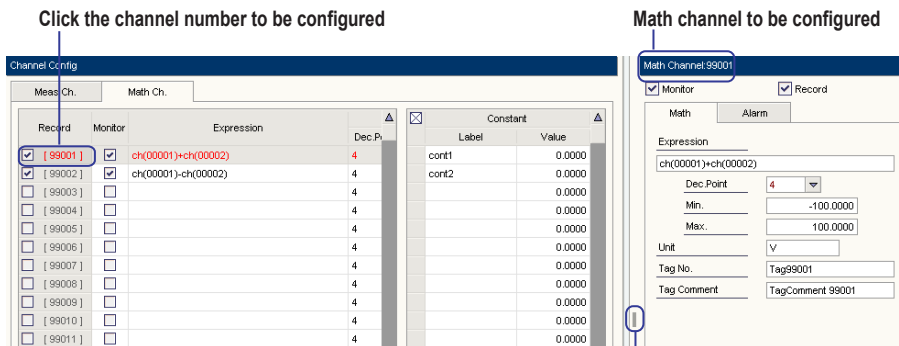 Click the channel number to be configured
Math channel to be configured
Channel Config
Meas Ch. Math Ch.
Record Monitor Expression Dec.P
[ 99001 ] ch(00001)+ch(00002) 4
[ 99002 ] ch(00001)-ch(00002) 4
[ 99003 ] 4
[ 99004 ] 4
[ 99005 ] 4
[ 99006 ] 4
[ 99007 ] 4
[ 99008 ] 4
[ 99009 ] 4
[ 99010 ] 4
[ 99011 ] 4
Constant
Label Value
cont1 0.0000
cont2 0.0000
0.0000
0.0000
0.0000
0.0000
0.0000
0.0000
0.0000
0.0000
0.0000
Math Channel:99001
Monitor Record
Math Alarm
Expression
ch(00001)+ch(00002)
Dec.Point 4
Min. -100.0000
Max. 100.0000
Unit V
Tag No. Tag99001
Tag Comment TagComment 99001